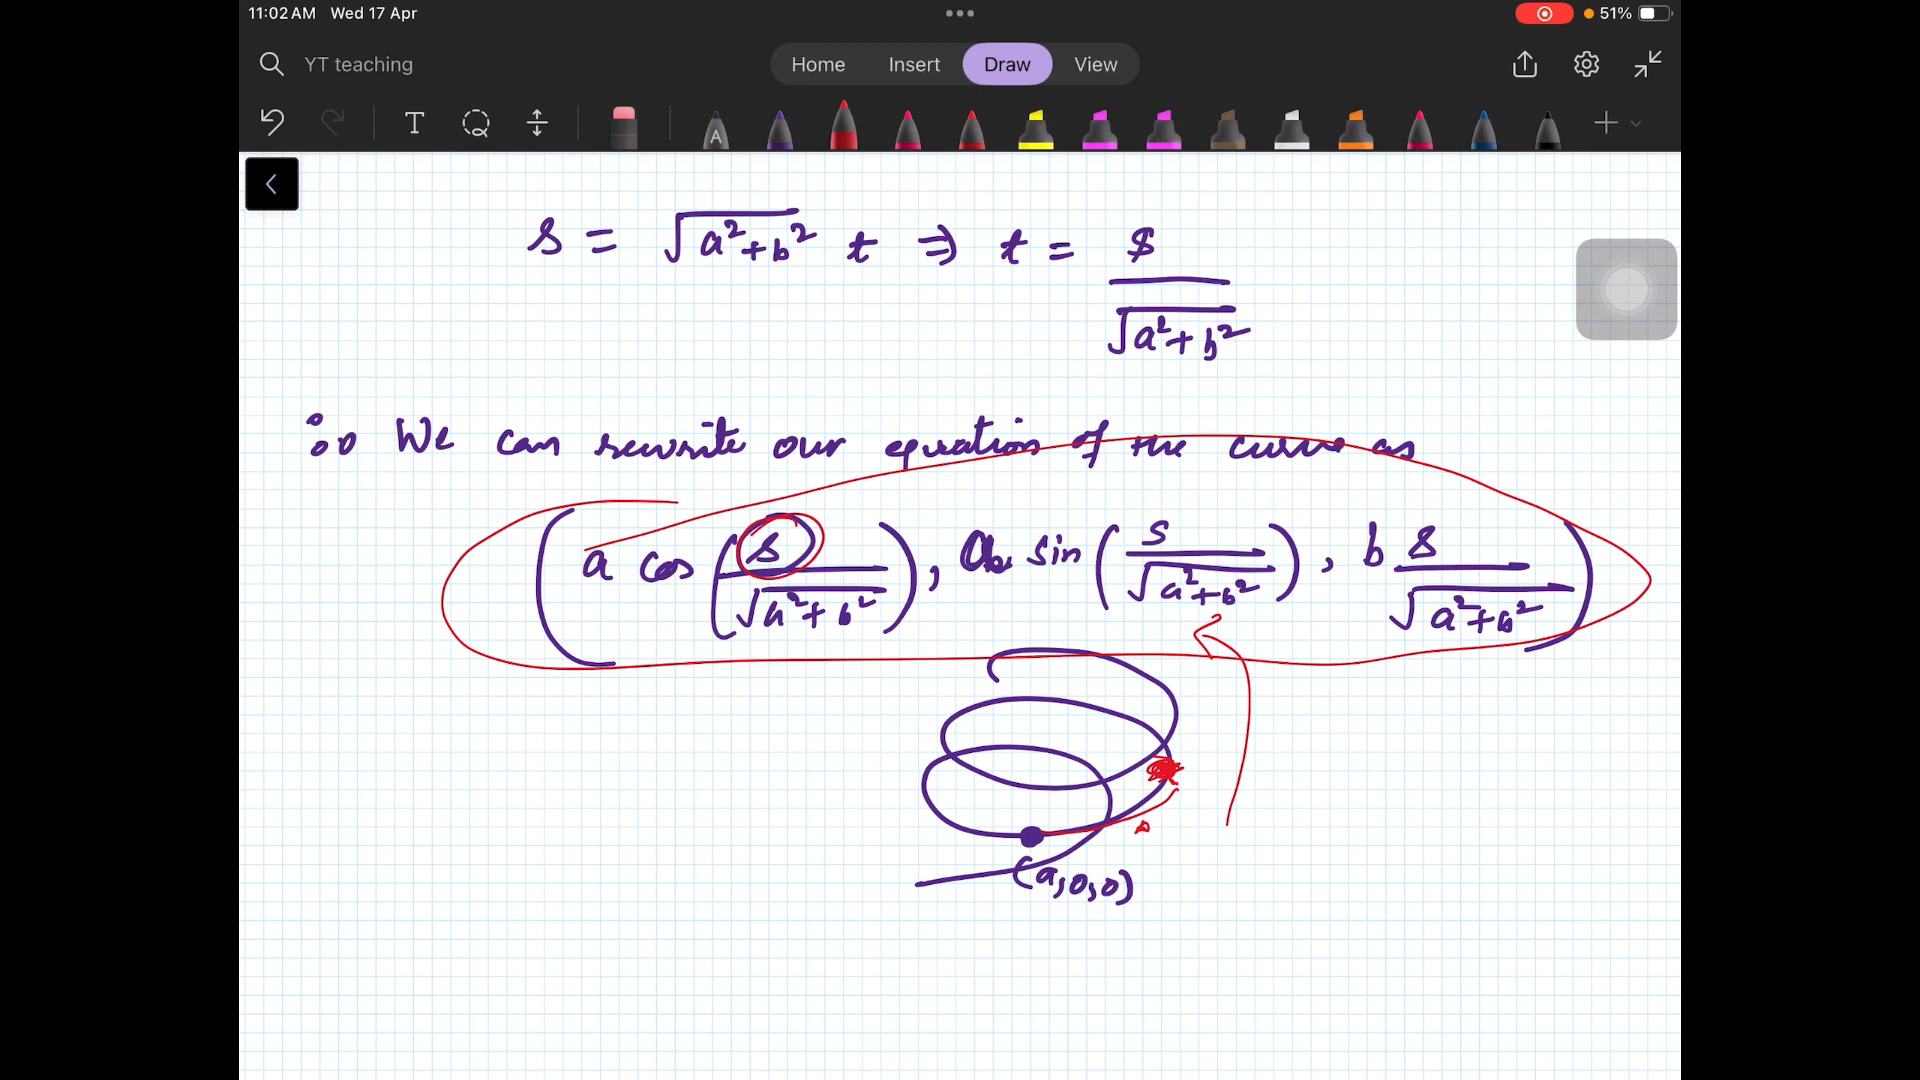 11:02 AM Wed 17 Apr
51%
YT teaching
Home Insert Draw View
T
A
s = √(a²+b²) t ⇒ t = s/√(a²+b²)
∴ We can rewrite our equation of the curve as
(a cos(s/√(a²+b²)), a sin(s/√(a²+b²)), b s/√(a²+b²))
s
(a,0,0)